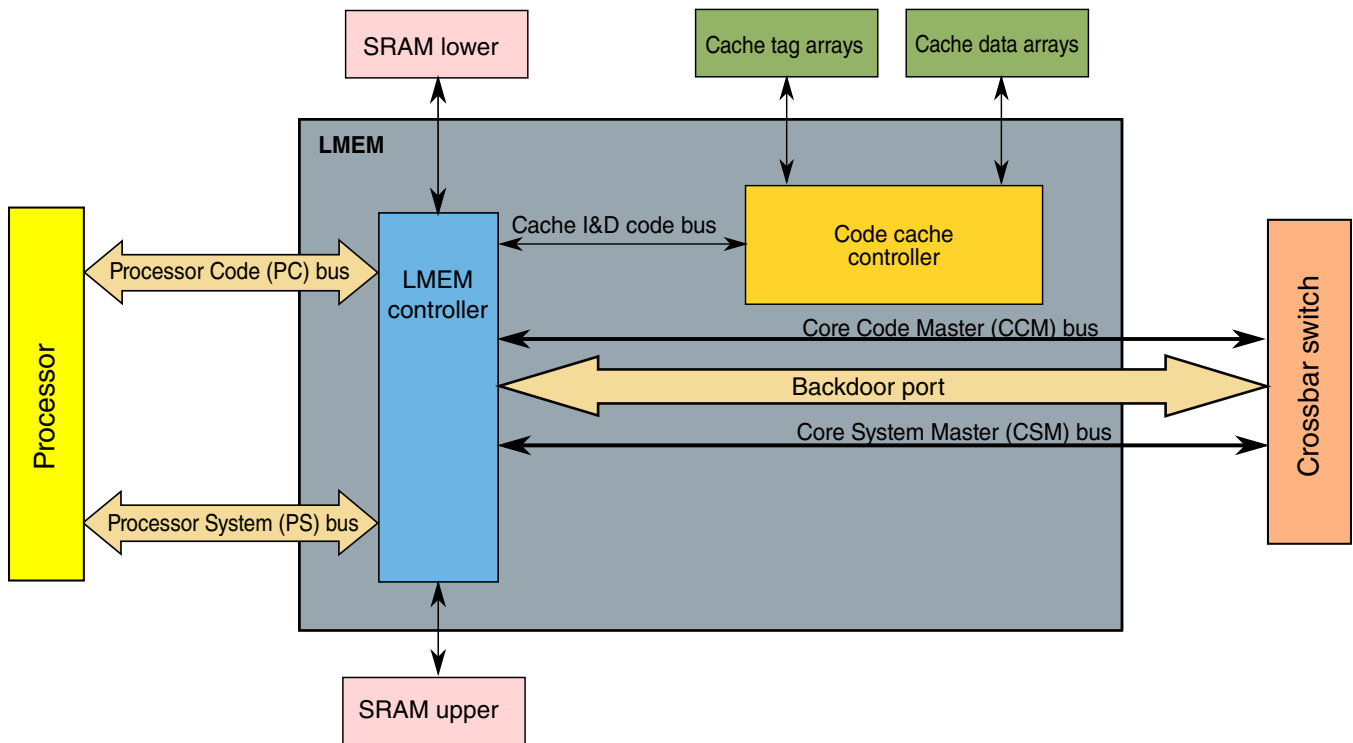 SRAM lower
Cache tag arrays
Cache data arrays
LMEM
Cache I&D code bus
Code cache
controller
Processor Code (PC) bus
LMEM
controller
Core Code Master (CCM) bus
Backdoor port
Core System Master (CSM) bus
Processor
Crossbar switch
Processor System (PS) bus
SRAM upper